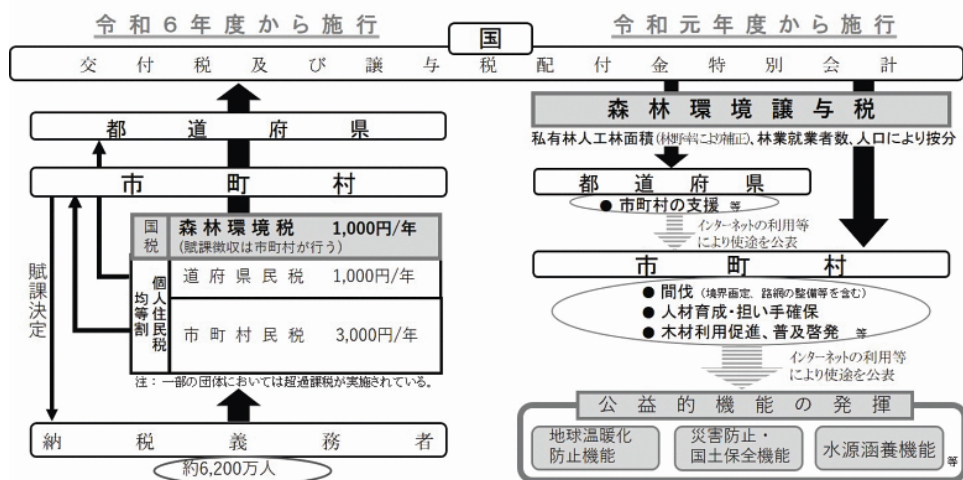 令和６年度から施行
令和元年度から施行
国
交付税及び譲与税配付金特別会計
都道府県
市町村
国税
森林環境税 1,000円/年
(賦課徴収は市町村が行う)
個人住民税
均等割
道府県民税 1,000円/年
市町村民税 3,000円/年
注：一部の団体においては超過課税が実施されている。
賦課決定
納税義務者
約6,200万人
森林環境譲与税
私有林人工林面積(林野率により補正)、林業就業者数、人口により按分
都道府県
● 市町村の支援 等
インターネットの利用等
により使途を公表
市町村
● 間伐（境界画定、路網の整備等を含む）
● 人材育成・担い手確保
● 木材利用促進、普及啓発 等
インターネットの利用等
により使途を公表
公益的機能の発揮
地球温暖化
防止機能
災害防止・
国土保全機能
水源涵養機能
等